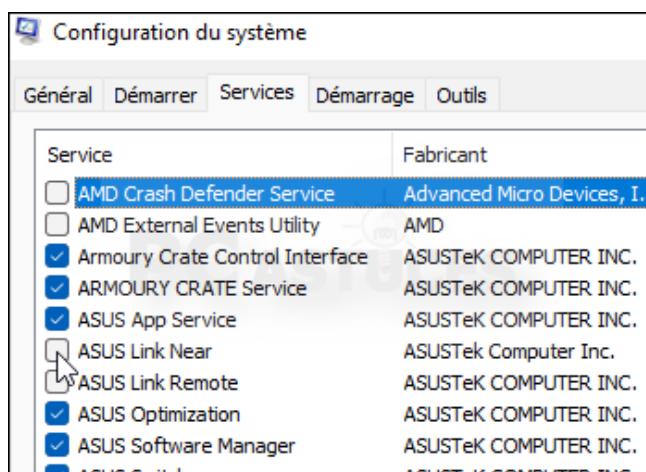 Configuration du système
Général Démarrer Services Démarrage Outils
Service Fabricant
AMD Crash Defender Service Advanced Micro Devices, I...
AMD External Events Utility AMD
Armoury Crate Control Interface ASUSTeK COMPUTER INC.
ARMOURY CRATE Service ASUSTeK COMPUTER INC.
ASUS App Service ASUSTeK COMPUTER INC.
ASUS Link Near ASUSTek Computer Inc.
ASUS Link Remote ASUSTeK COMPUTER INC.
ASUS Optimization ASUSTeK COMPUTER INC.
ASUS Software Manager ASUSTeK COMPUTER INC.
PC ASTUCES